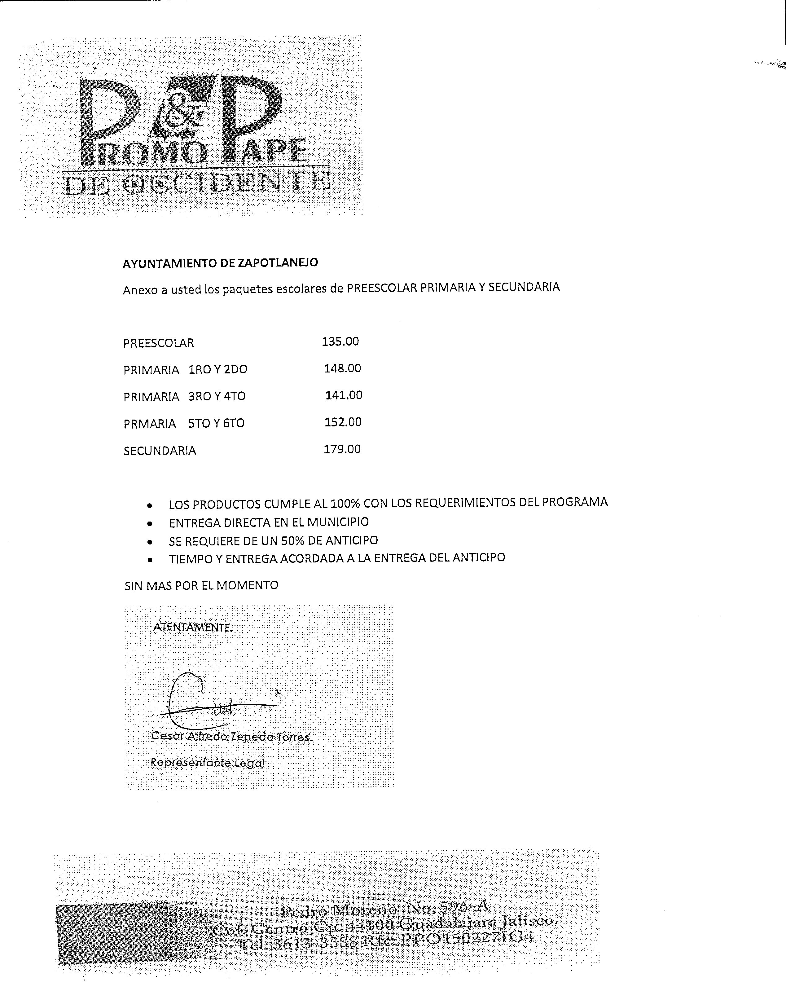 P&P
PROMO PAPE
DE OCCIDENTE
AYUNTAMIENTO DE ZAPOTLANEJO
Anexo a usted los paquetes escolares de PREESCOLAR PRIMARIA Y SECUNDARIA
PREESCOLAR 135.00
PRIMARIA 1RO Y 2DO 148.00
PRIMARIA 3RO Y 4TO 141.00
PRMARIA 5TO Y 6TO 152.00
SECUNDARIA 179.00
• LOS PRODUCTOS CUMPLE AL 100% CON LOS REQUERIMIENTOS DEL PROGRAMA
• ENTREGA DIRECTA EN EL MUNICIPIO
• SE REQUIERE DE UN 50% DE ANTICIPO
• TIEMPO Y ENTREGA ACORDADA A LA ENTREGA DEL ANTICIPO
SIN MAS POR EL MOMENTO
ATENTAMENTE.
Cesar Alfredo Zepeda Torres.
Representante Legal
Pedro Moreno No. 596-A
Col. Centro Cp. 44100 Guadalajara Jalisco.
Tel: 3613-3388 Rfc: PPO150227IG4